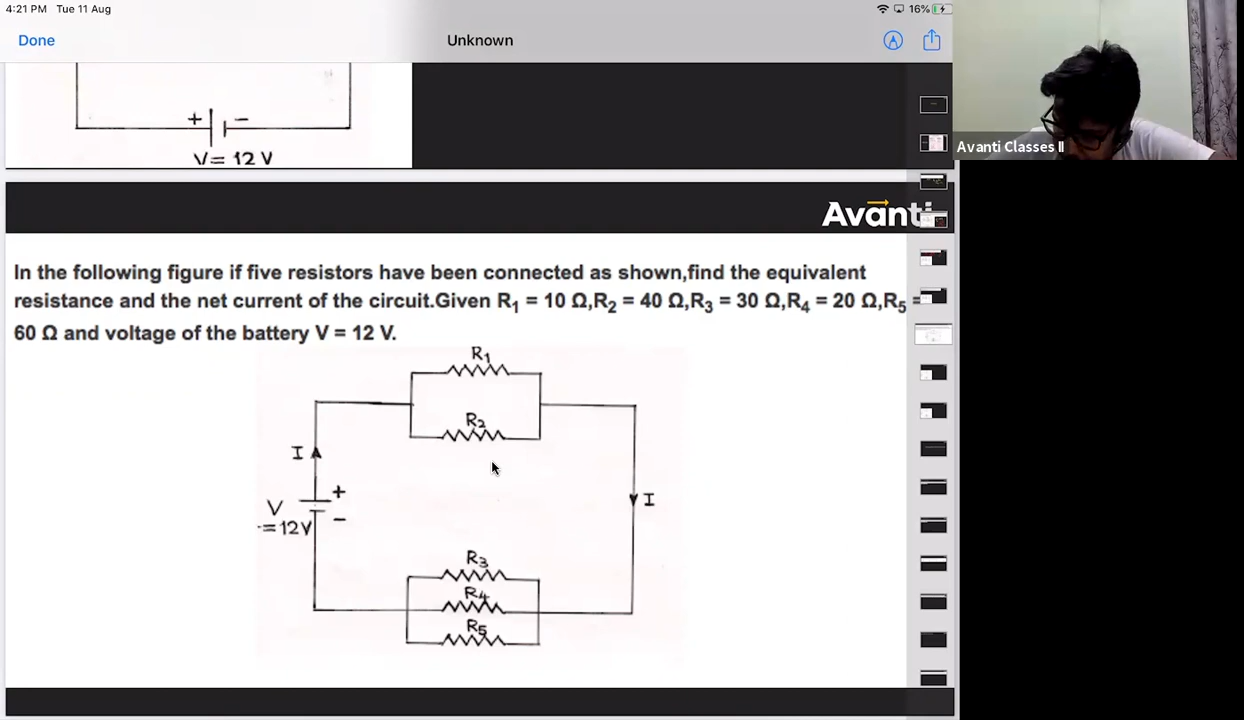 4:21 PM Tue 11 Aug
16%
Done
Unknown
+ −
V= 12 V
Avanti Classes II
Avanti
In the following figure if five resistors have been connected as shown,find the equivalent
resistance and the net current of the circuit.Given R₁ = 10 Ω,R₂ = 40 Ω,R₃ = 30 Ω,R₄ = 20 Ω,R₅ =
60 Ω and voltage of the battery V = 12 V.
R₁
R₂
I
+
V
I
−
=12V
R₃
R₄
R₅